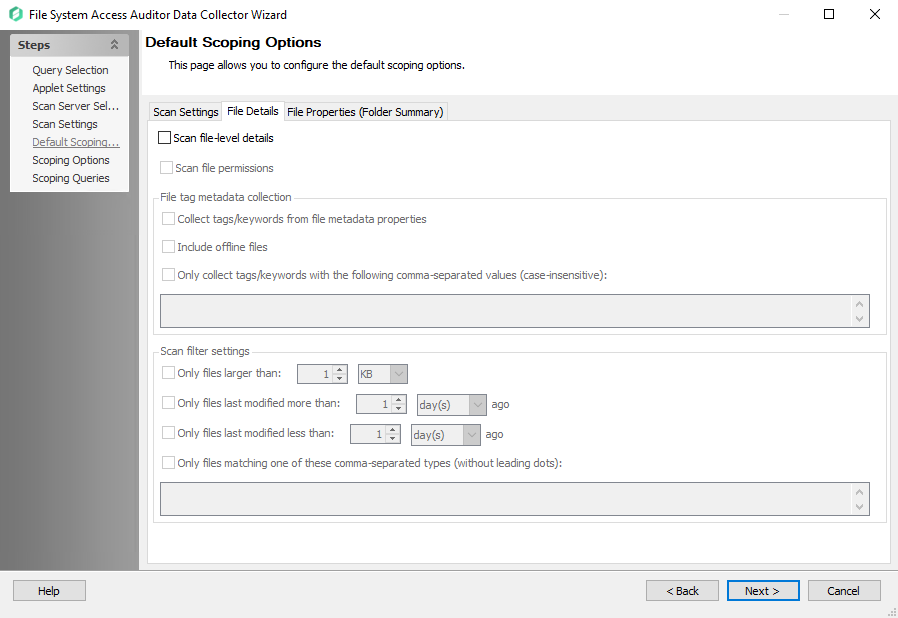 File System Access Auditor Data Collector Wizard
Steps
Query Selection
Applet Settings
Scan Server Sel...
Scan Settings
Default Scoping...
Scoping Options
Scoping Queries
Default Scoping Options
This page allows you to configure the default scoping options.
Scan Settings File Details File Properties (Folder Summary)
Scan file-level details
Scan file permissions
File tag metadata collection
Collect tags/keywords from file metadata properties
Include offline files
Only collect tags/keywords with the following comma-separated values (case-insensitive):
Scan filter settings
Only files larger than: 1 KB
Only files last modified more than: 1 day(s) ago
Only files last modified less than: 1 day(s) ago
Only files matching one of these comma-separated types (without leading dots):
Help < Back Next > Cancel